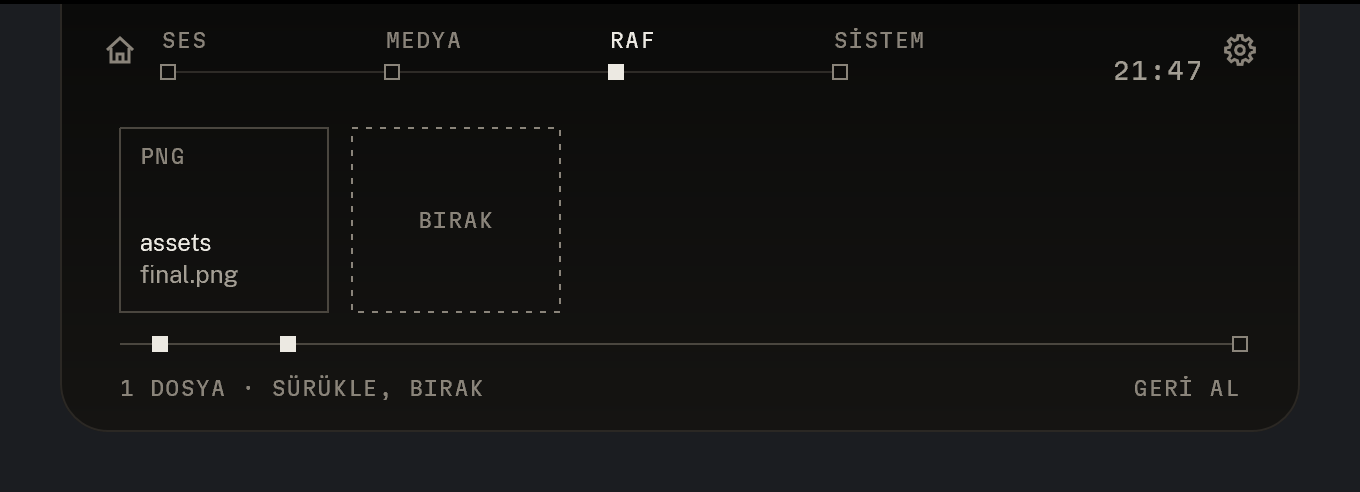 SES MEDYA RAF SİSTEM
21:47
PNG
assets
final.png
BIRAK
1 DOSYA · SÜRÜKLE, BIRAK
GERİ AL